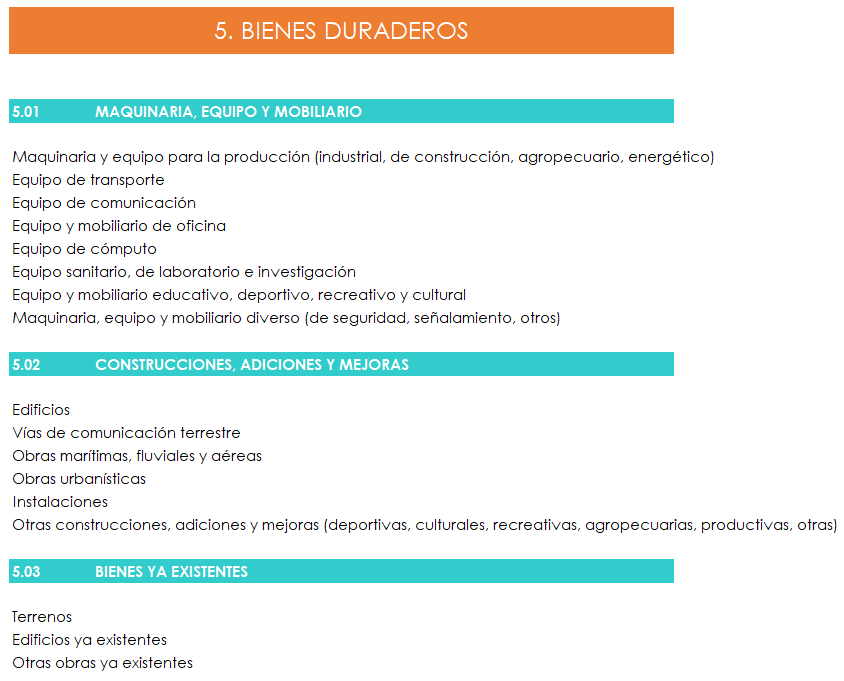 5. BIENES DURADEROS
5.01 MAQUINARIA, EQUIPO Y MOBILIARIO
Maquinaria y equipo para la producción (industrial, de construcción, agropecuario, energético)
Equipo de transporte
Equipo de comunicación
Equipo y mobiliario de oficina
Equipo de cómputo
Equipo sanitario, de laboratorio e investigación
Equipo y mobiliario educativo, deportivo, recreativo y cultural
Maquinaria, equipo y mobiliario diverso (de seguridad, señalamiento, otros)
5.02 CONSTRUCCIONES, ADICIONES Y MEJORAS
Edificios
Vías de comunicación terrestre
Obras marítimas, fluviales y aéreas
Obras urbanísticas
Instalaciones
Otras construcciones, adiciones y mejoras (deportivas, culturales, recreativas, agropecuarias, productivas, otras)
5.03 BIENES YA EXISTENTES
Terrenos
Edificios ya existentes
Otras obras ya existentes